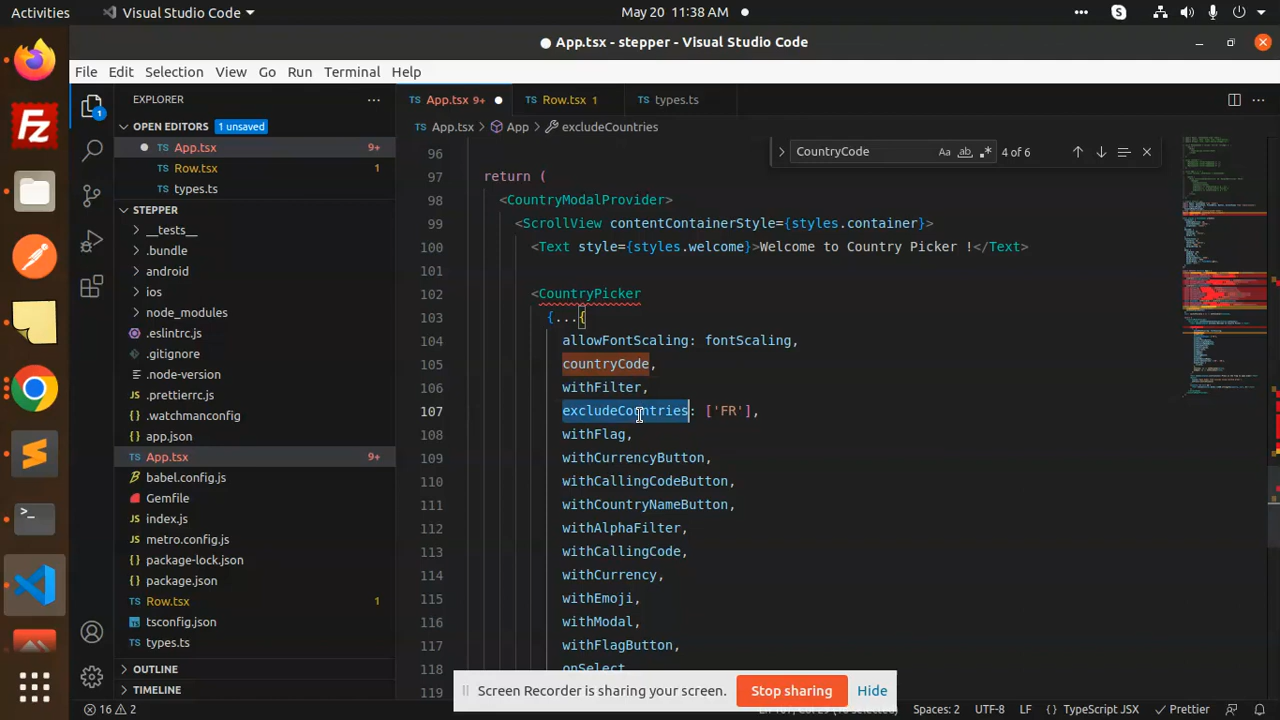 Activities
Visual Studio Code
May 20 11:38 AM
App.tsx - stepper - Visual Studio Code
File Edit Selection View Go Run Terminal Help
EXPLORER
App.tsx 9+
Row.tsx 1
types.ts
OPEN EDITORS 1 unsaved
App.tsx > App > excludeCountries
App.tsx 9+
Row.tsx 1
types.ts
CountryCode Aa ab 4 of 6
STEPPER
__tests__
.bundle
android
ios
node_modules
.eslintrc.js
.gitignore
.node-version
.prettierrc.js
.watchmanconfig
app.json
App.tsx 9+
babel.config.js
Gemfile
index.js
metro.config.js
package-lock.json
package.json
Row.tsx 1
tsconfig.json
types.ts
OUTLINE
TIMELINE
96
97 return (
98 <CountryModalProvider>
99 <ScrollView contentContainerStyle={styles.container}>
100 <Text style={styles.welcome}>Welcome to Country Picker !</Text>
101
102 <CountryPicker
103 {...{
104 allowFontScaling: fontScaling,
105 countryCode,
106 withFilter,
107 excludeCountries: ['FR'],
108 withFlag,
109 withCurrencyButton,
110 withCallingCodeButton,
111 withCountryNameButton,
112 withAlphaFilter,
113 withCallingCode,
114 withCurrency,
115 withEmoji,
116 withModal,
117 withFlagButton,
118 onSelect
119
Screen Recorder is sharing your screen. Stop sharing Hide
16 2
Spaces: 2 UTF-8 LF TypeScript JSX Prettier